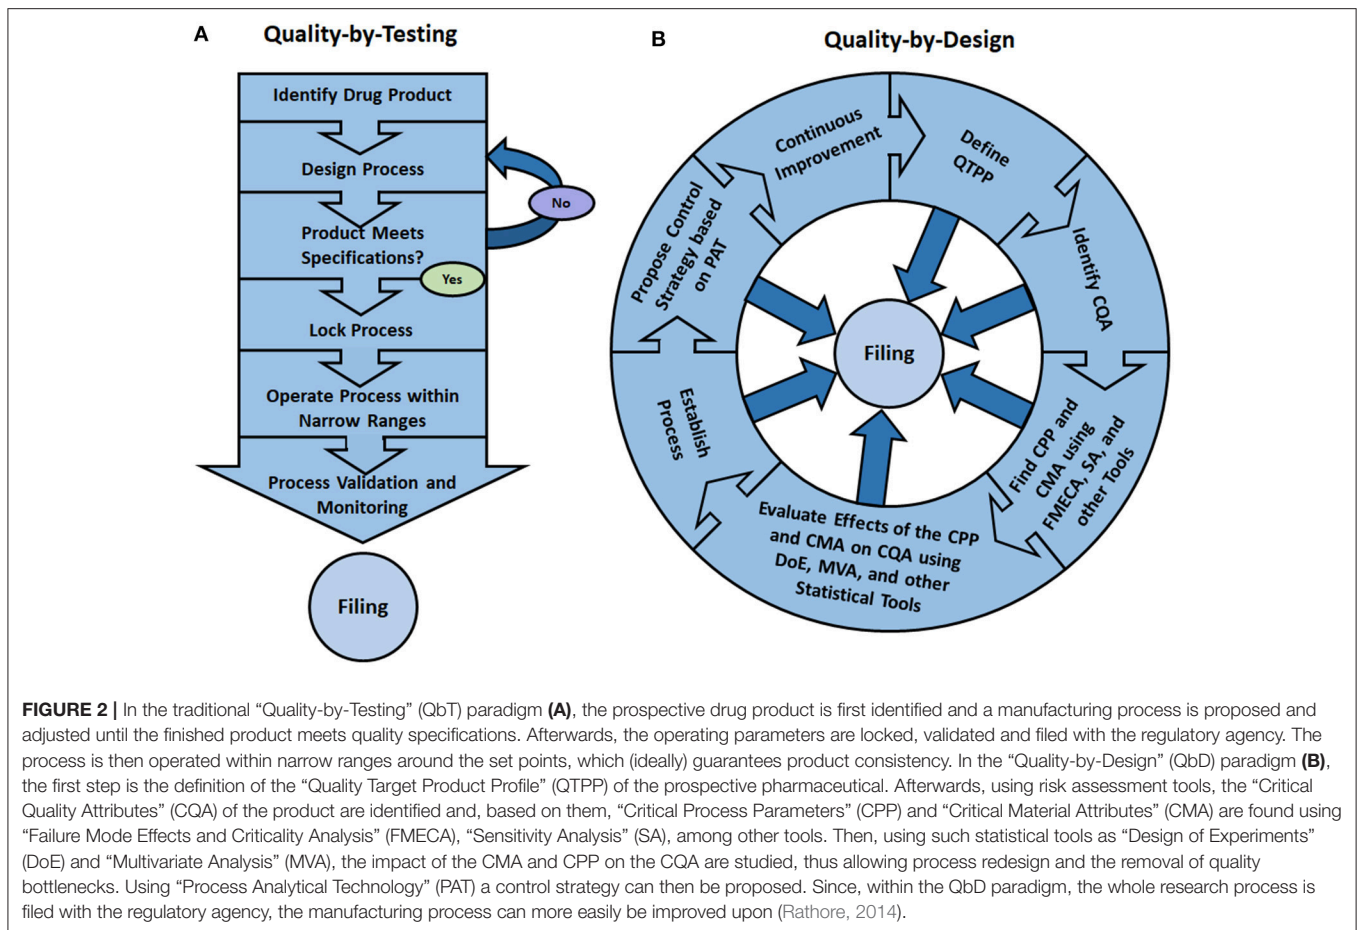 A
Quality-by-Testing
Identify Drug Product
Design Process
No
Product Meets
Specifications?
Yes
Lock Process
Operate Process within
Narrow Ranges
Process Validation and
Monitoring
Filing
B
Quality-by-Design
Define
QTPP
Identify CQA
Find CPP and
CMA using
FMECA, SA, and
other Tools
Evaluate Effects of the CPP
and CMA on CQA using
DoE, MVA, and other
Statistical Tools
Establish
Process
Propose Control
Strategy based
on PAT
Continuous
Improvement
Filing
FIGURE 2 | In the traditional “Quality-by-Testing” (QbT) paradigm (A), the prospective drug product is first identified and a manufacturing process is proposed and
adjusted until the finished product meets quality specifications. Afterwards, the operating parameters are locked, validated and filed with the regulatory agency. The
process is then operated within narrow ranges around the set points, which (ideally) guarantees product consistency. In the “Quality-by-Design” (QbD) paradigm (B),
the first step is the definition of the “Quality Target Product Profile” (QTPP) of the prospective pharmaceutical. Afterwards, using risk assessment tools, the “Critical
Quality Attributes” (CQA) of the product are identified and, based on them, “Critical Process Parameters” (CPP) and “Critical Material Attributes” (CMA) are found using
“Failure Mode Effects and Criticality Analysis” (FMECA), “Sensitivity Analysis” (SA), among other tools. Then, using such statistical tools as “Design of Experiments”
(DoE) and “Multivariate Analysis” (MVA), the impact of the CMA and CPP on the CQA are studied, thus allowing process redesign and the removal of quality
bottlenecks. Using “Process Analytical Technology” (PAT) a control strategy can then be proposed. Since, within the QbD paradigm, the whole research process is
filed with the regulatory agency, the manufacturing process can more easily be improved upon (Rathore, 2014).